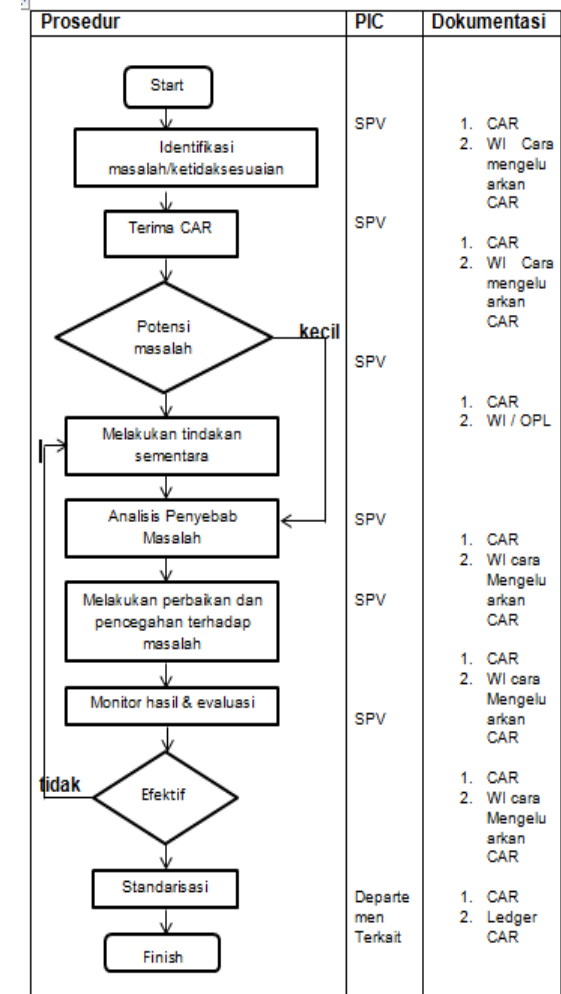 Prosedur
PIC
Dokumentasi
Start
Identifikasi
masalah/ketidaksesuaian
SPV
1. CAR
2. WI Cara
mengelu
arkan
CAR
Terima CAR
SPV
1. CAR
2. WI Cara
mengelu
arkan
CAR
Potensi
masalah
kecil
SPV
1. CAR
2. WI / OPL
Melakukan tindakan
sementara
Analisis Penyebab
Masalah
SPV
1. CAR
2. WI cara
Mengelu
arkan
CAR
Melakukan perbaikan dan
pencegahan terhadap
masalah
SPV
1. CAR
2. WI cara
Mengelu
arkan
CAR
Monitor hasil & evaluasi
SPV
1. CAR
2. WI cara
Mengelu
arkan
CAR
tidak
Efektif
Standarisasi
Departe
men
Terkait
1. CAR
2. Ledger
CAR
Finish